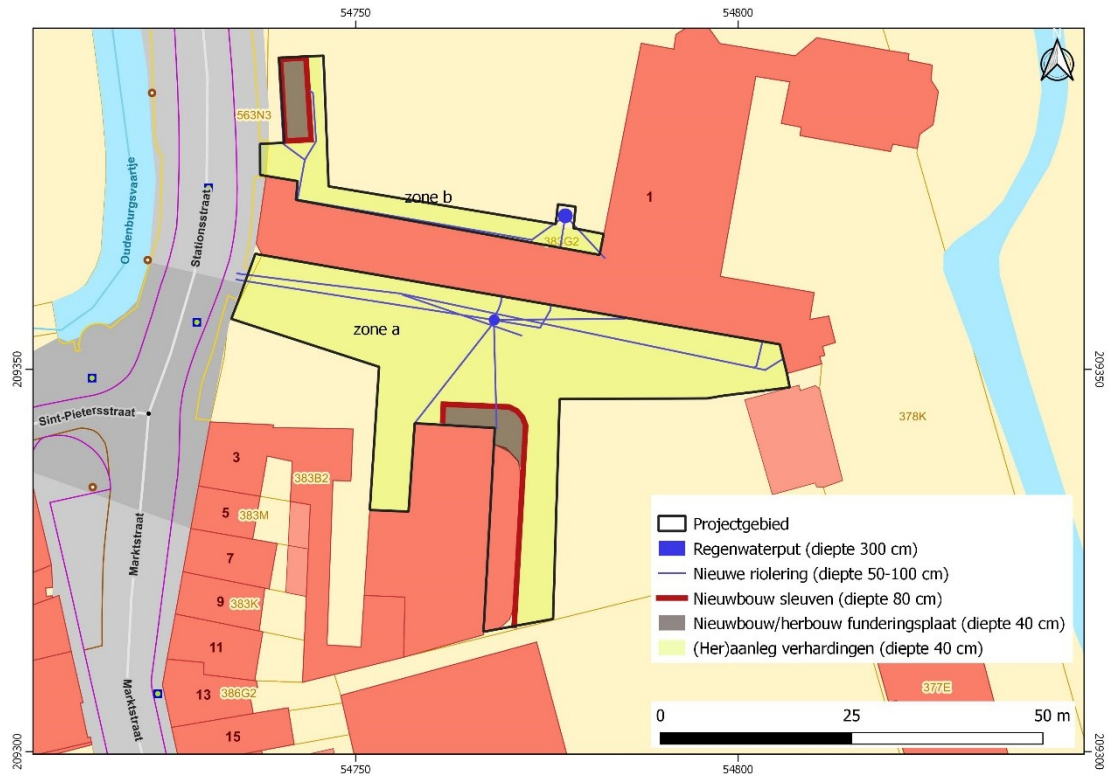 54750
54800
563N3
Oudenburgsvaartje
Stationsstraat
zone b
1
383G2
zone a
209350
209350
Sint-Pietersstraat
378K
3
383B2
5
383M
7
9
383K
11
13
386G2
15
Marktstraat
Marktstraat
377E
Projectgebied
Regenwaterput (diepte 300 cm)
Nieuwe riolering (diepte 50-100 cm)
Nieuwbouw sleuven (diepte 80 cm)
Nieuwbouw/herbouw funderingsplaat (diepte 40 cm)
(Her)aanleg verhardingen (diepte 40 cm)
0 25 50 m
209300
209300
54750
54800